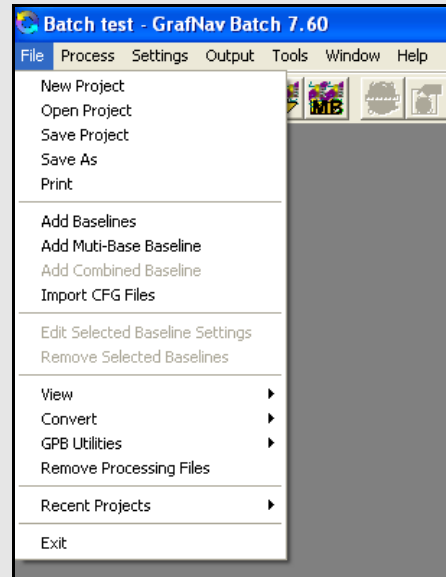 Batch test - GrafNav Batch 7.60
File Process Settings Output Tools Window Help
New Project
Open Project
Save Project
Save As
Print
MB
Add Baselines
Add Muti-Base Baseline
Add Combined Baseline
Import CFG Files
Edit Selected Baseline Settings
Remove Selected Baselines
View
Convert
GPB Utilities
Remove Processing Files
Recent Projects
Exit